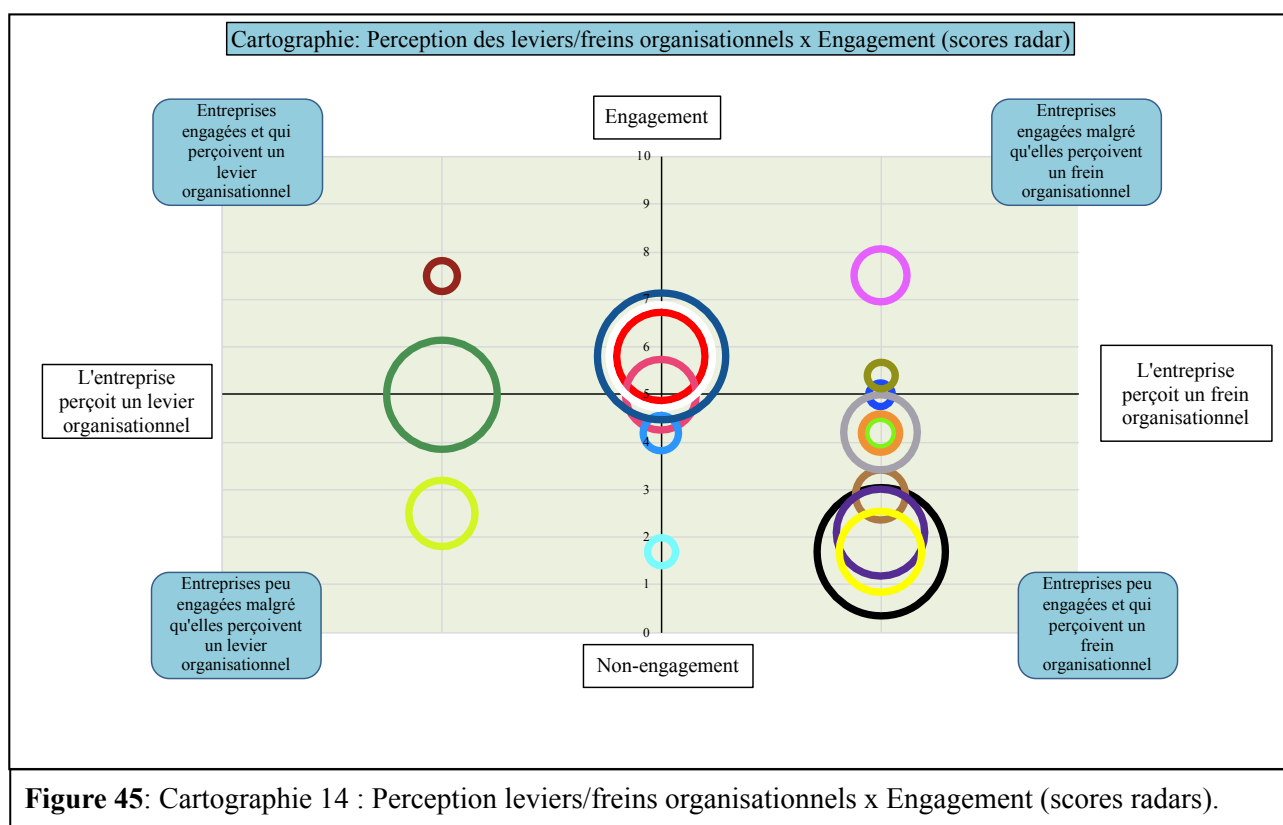 Cartographie: Perception des leviers/freins organisationnels x Engagement (scores radar)
Entreprises
engagées et qui
perçoivent un
levier
organisationnel
Engagement
Entreprises
engagées malgré
qu'elles perçoivent
un frein
organisationnel
10
9
8
7
6
5
4
3
2
1
0
L'entreprise
perçoit un levier
organisationnel
L'entreprise
perçoit un frein
organisationnel
Entreprises peu
engagées malgré
qu'elles perçoivent
un levier
organisationnel
Non-engagement
Entreprises peu
engagées et qui
perçoivent un
frein
organisationnel
Figure 45: Cartographie 14 : Perception leviers/freins organisationnels x Engagement (scores radars).